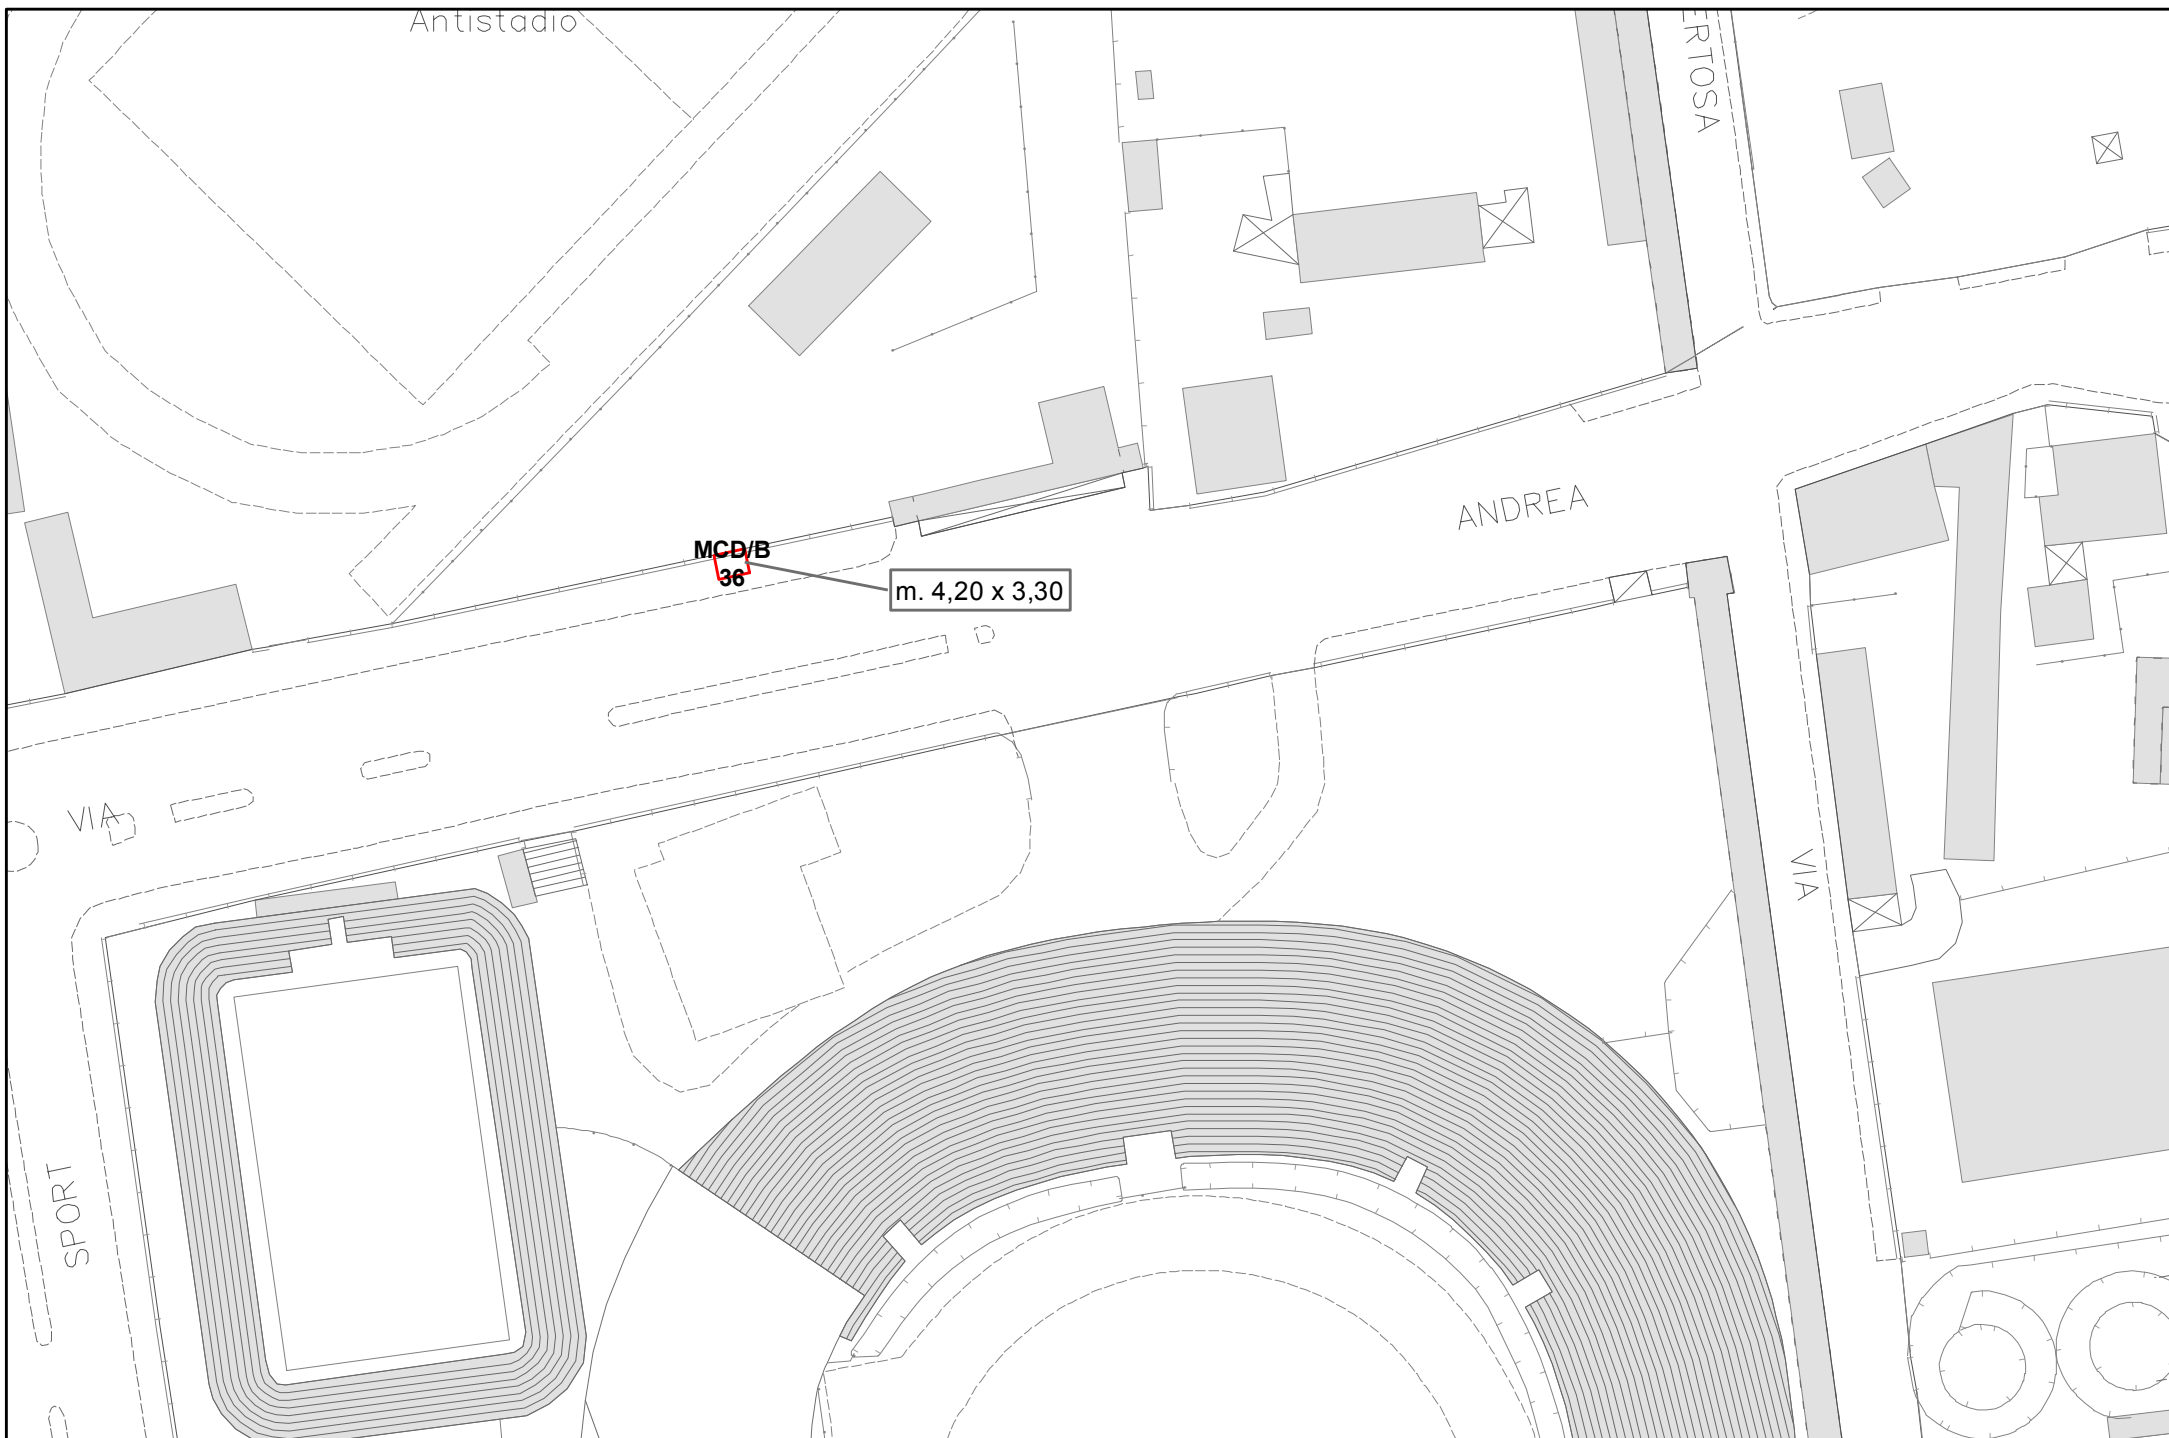 Antistadio
ERTOSA
ANDREA
MCD/B
36
m. 4,20 x 3,30
VIA
VIA
SPORT